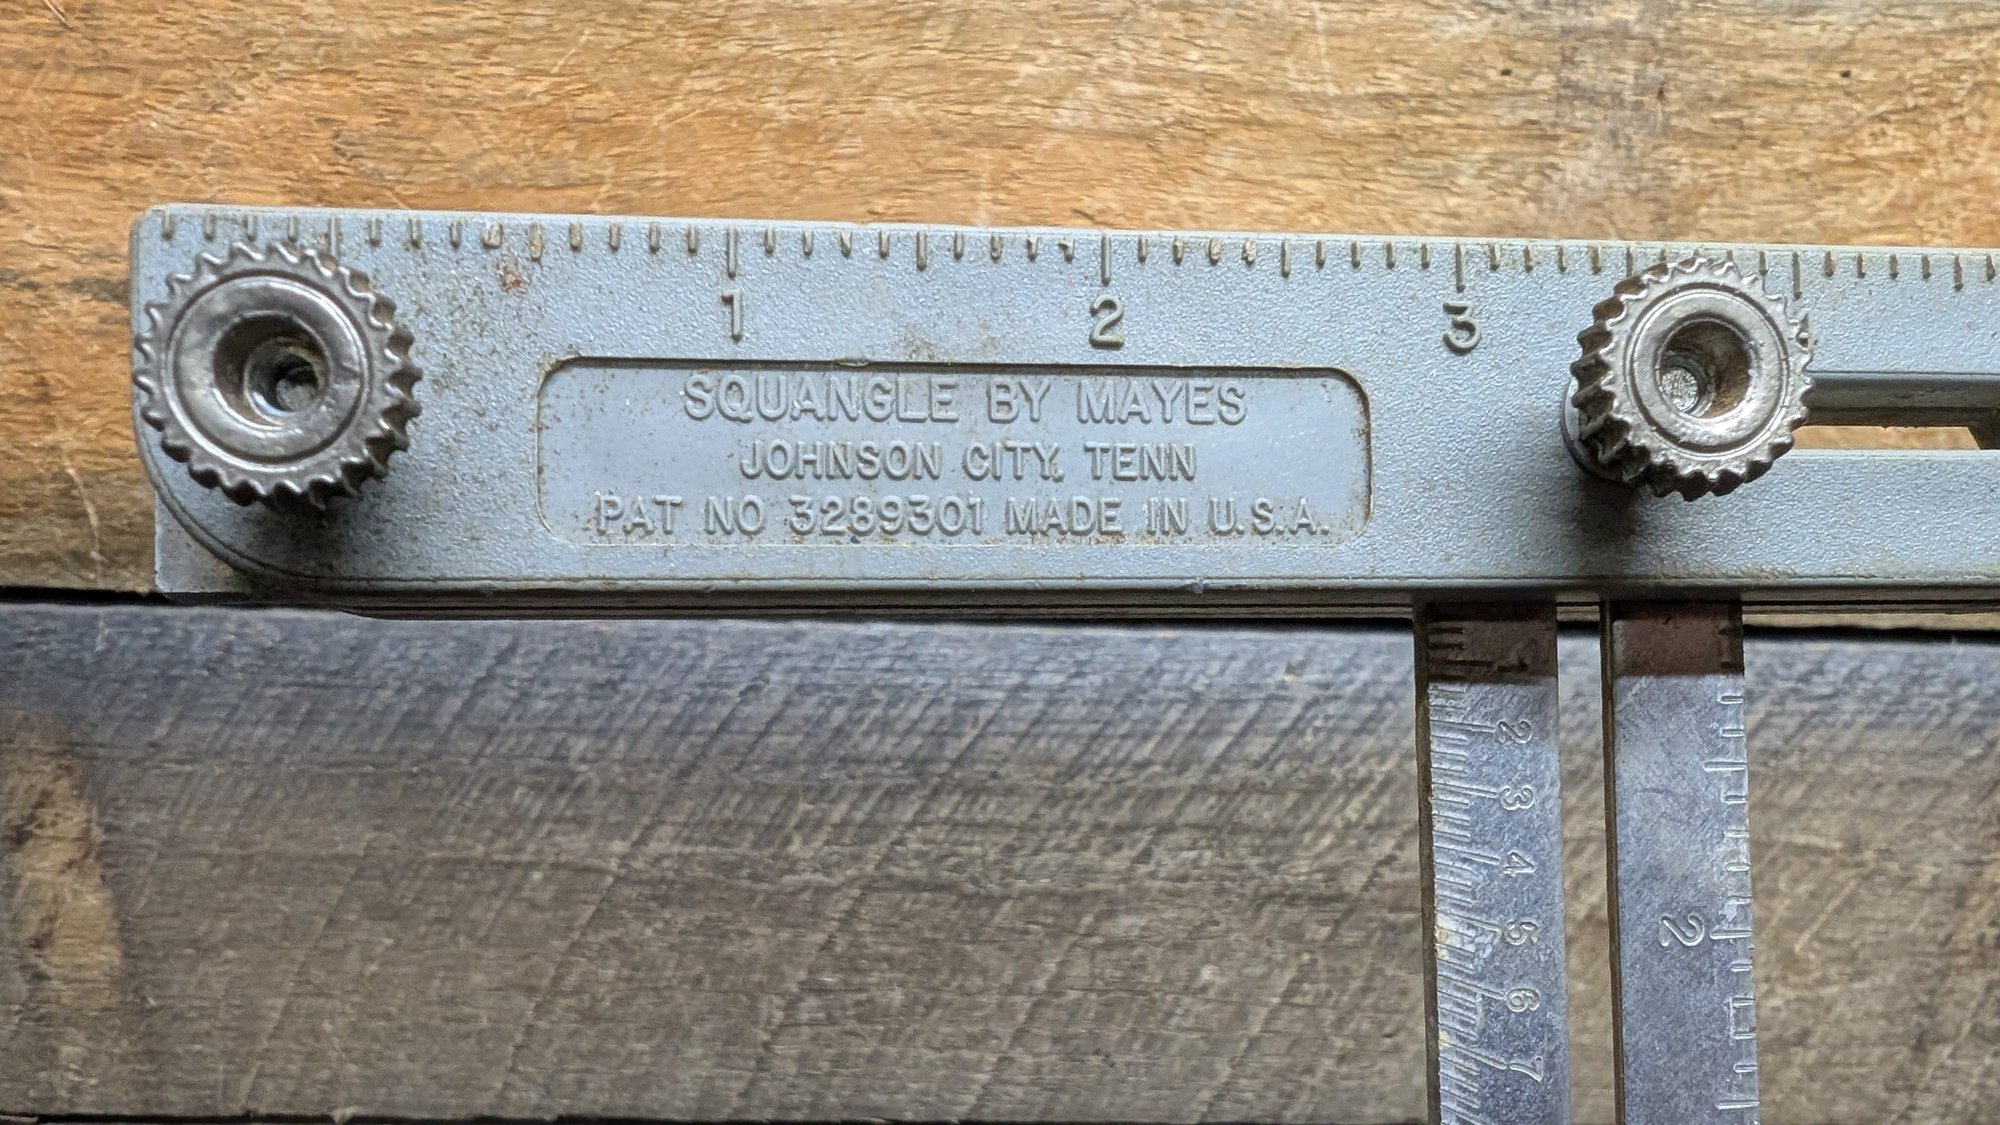 1 2 3
SQUANGLE BY MAYES
JOHNSON CITY, TENN
PAT NO 3289301 MADE IN U.S.A.
1
2
3
4
5
6
7
2